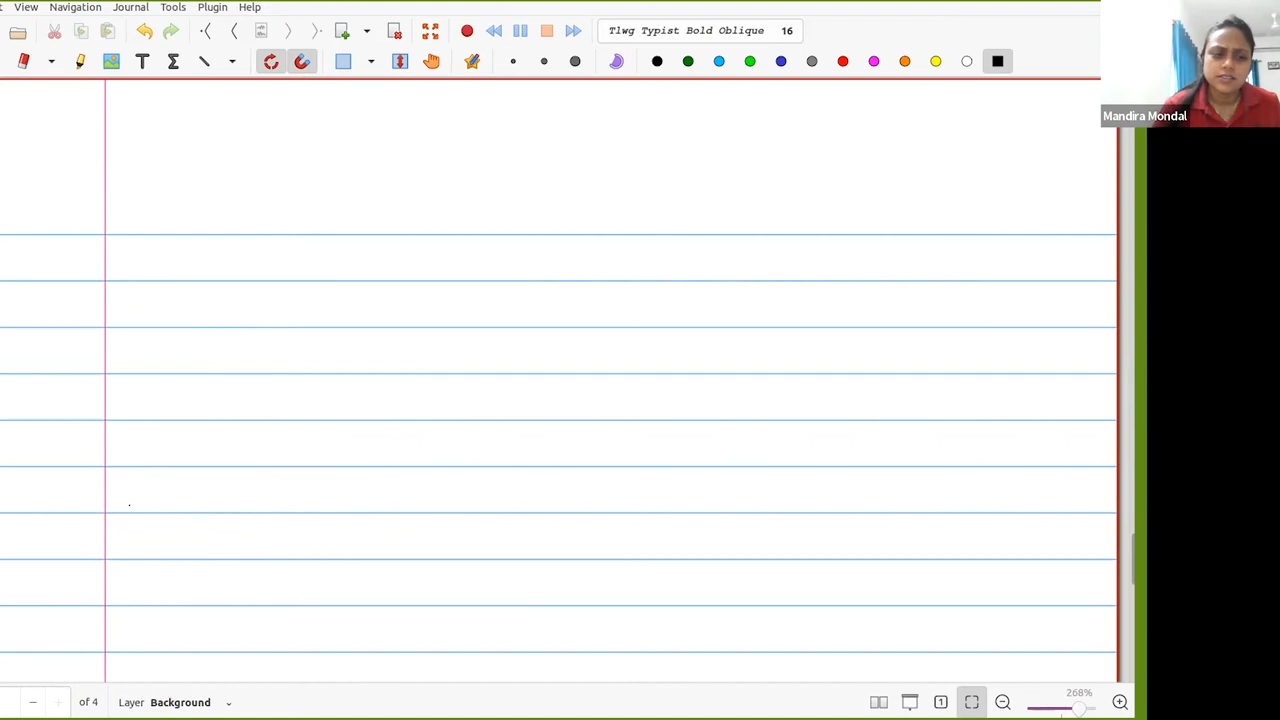 View Navigation Journal Tools Plugin Help
Tlwg Typist Bold Oblique 16
Mandira Mondal
of 4 Layer Background 268%